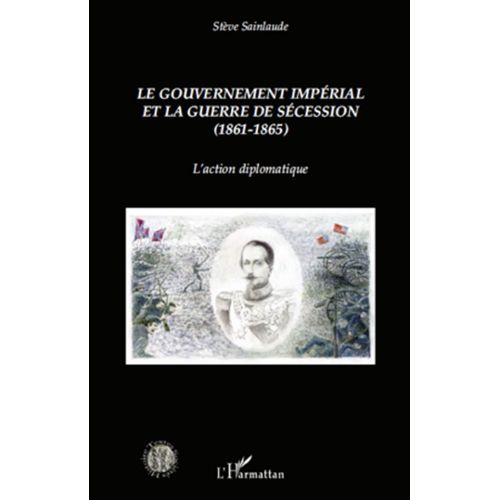 Stève Sainlaude
LE GOUVERNEMENT IMPÉRIAL
ET LA GUERRE DE SÉCESSION
(1861-1865)
L'action diplomatique
L'Harmattan